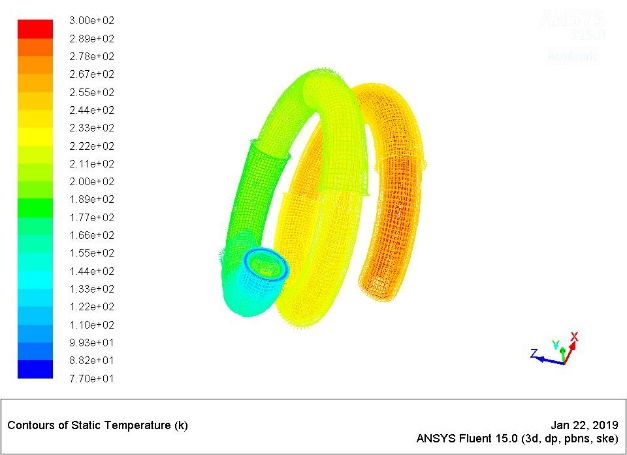 3.00e+02
2.89e+02
2.78e+02
2.67e+02
2.55e+02
2.44e+02
2.33e+02
2.22e+02
2.11e+02
2.00e+02
1.89e+02
1.77e+02
1.66e+02
1.55e+02
1.44e+02
1.33e+02
1.22e+02
1.10e+02
9.93e+01
8.82e+01
7.70e+01
ANSYS
R15.0
X
Y
Z
Contours of Static Temperature (k)
Jan 22, 2019
ANSYS Fluent 15.0 (3d, dp, pbns, ske)